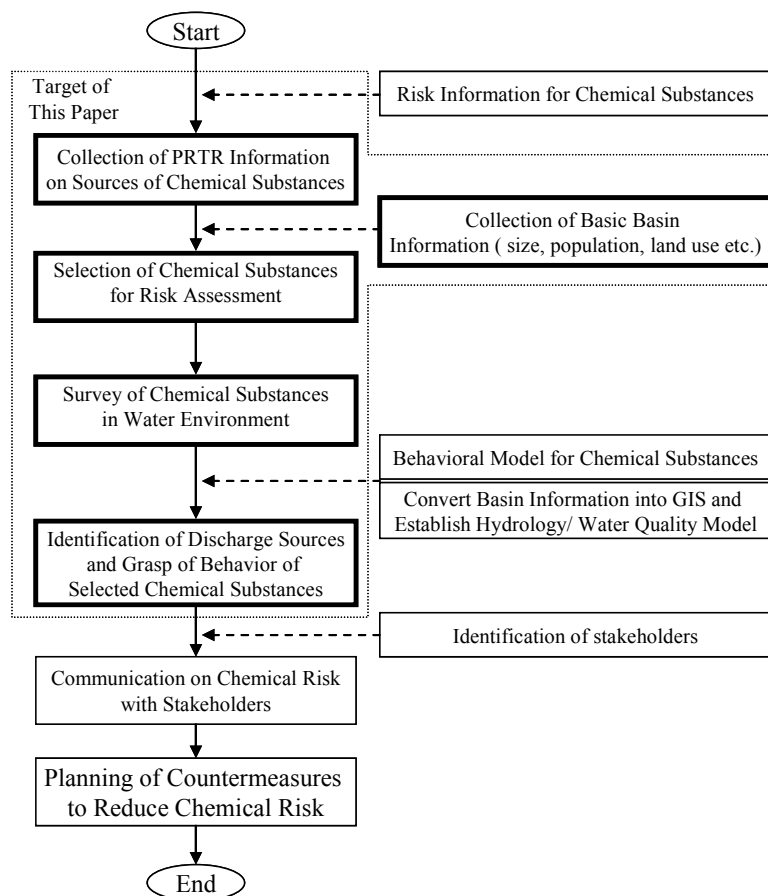 Start
Target of
This Paper
Risk Information for Chemical Substances
Collection of PRTR Information
on Sources of Chemical Substances
Collection of Basic Basin
Information ( size, population, land use etc.)
Selection of Chemical Substances
for Risk Assessment
Survey of Chemical Substances
in Water Environment
Behavioral Model for Chemical Substances
Convert Basin Information into GIS and
Establish Hydrology/ Water Quality Model
Identification of Discharge Sources
and Grasp of Behavior of
Selected Chemical Substances
Identification of stakeholders
Communication on Chemical Risk
with Stakeholders
Planning of Countermeasures
to Reduce Chemical Risk
End